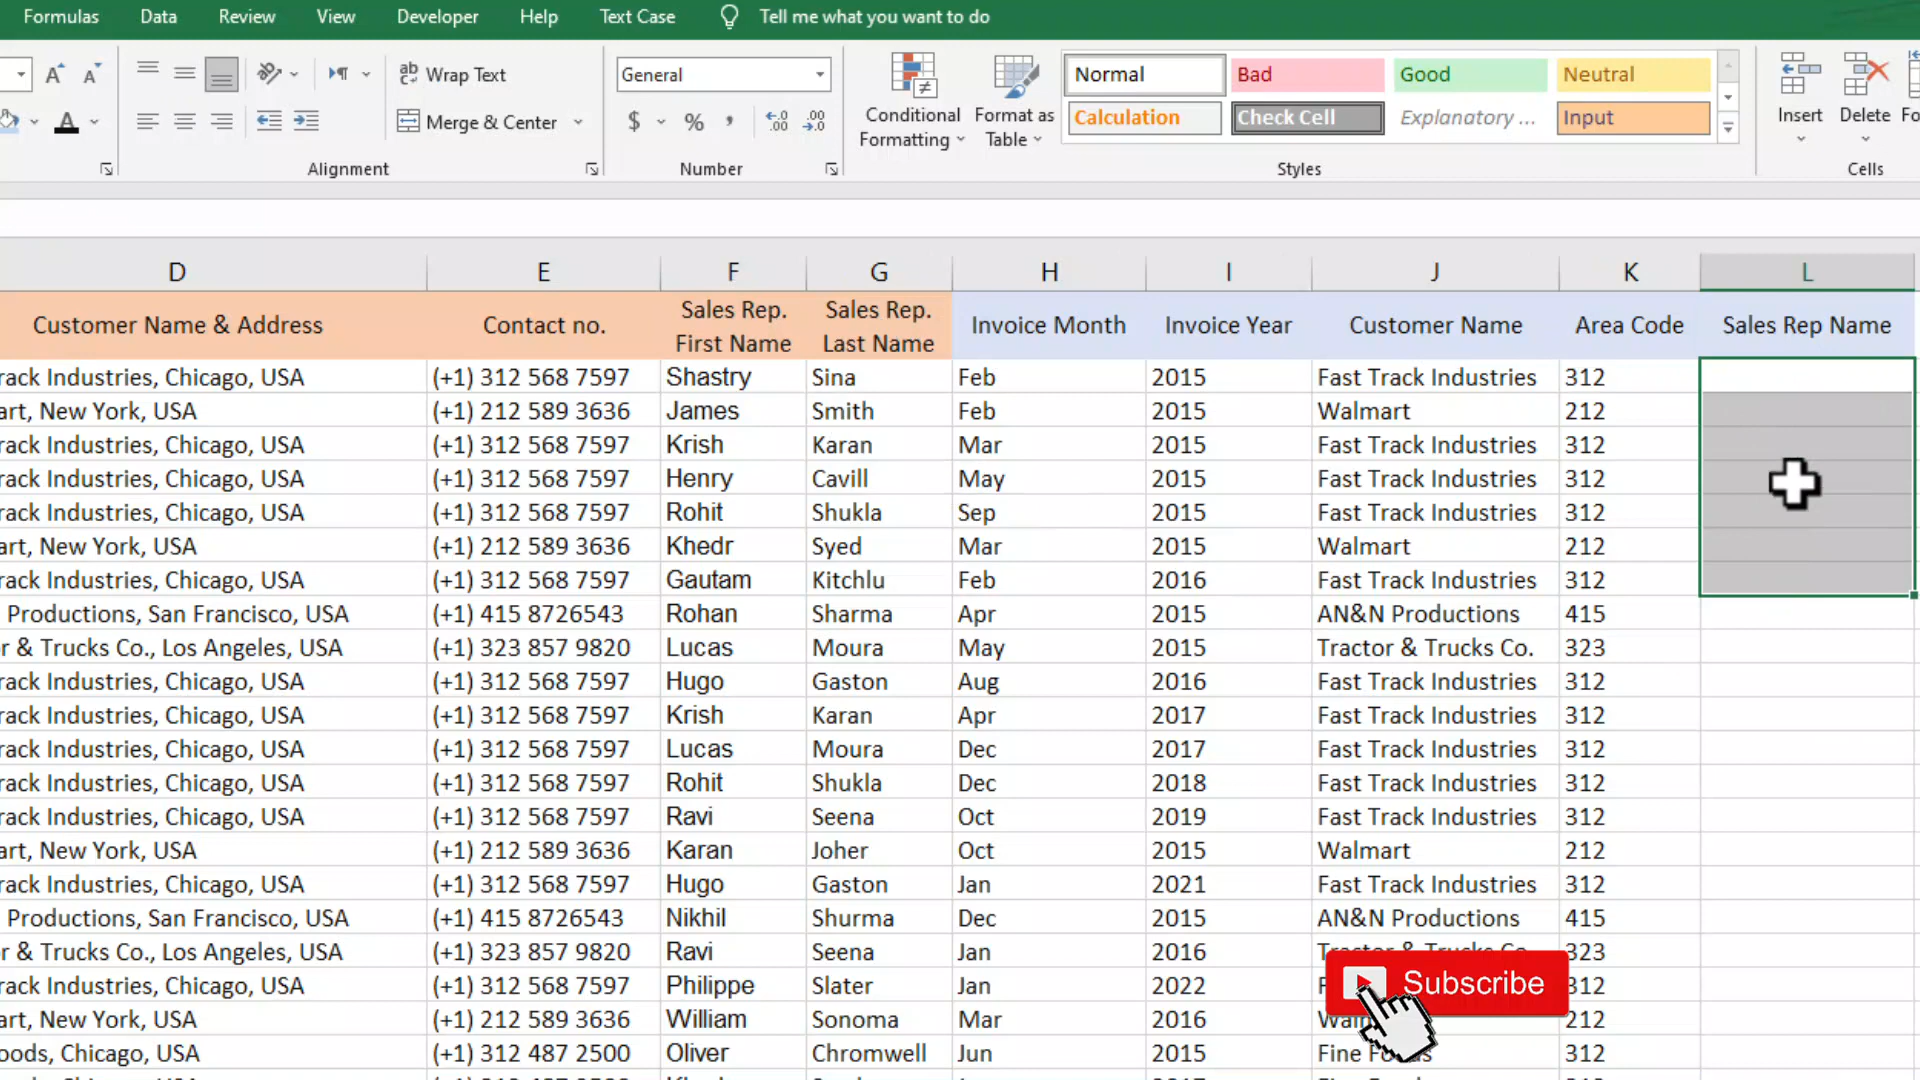 Formulas Data Review View Developer Help Text Case Tell me what you want to do
A A ab Wrap Text General Conditional Formatting Format as Table Normal Bad Good Neutral Insert Delete
A Merge & Center $ % , .00 .00 Calculation Check Cell Explanatory ... Input
Alignment Number Styles Cells
D E F G H I J K L
Customer Name & Address Contact no. Sales Rep. First Name Sales Rep. Last Name Invoice Month Invoice Year Customer Name Area Code Sales Rep Name
rack Industries, Chicago, USA (+1) 312 568 7597 Shastry Sina Feb 2015 Fast Track Industries 312
art, New York, USA (+1) 212 589 3636 James Smith Feb 2015 Walmart 212
rack Industries, Chicago, USA (+1) 312 568 7597 Krish Karan Mar 2015 Fast Track Industries 312
rack Industries, Chicago, USA (+1) 312 568 7597 Henry Cavill May 2015 Fast Track Industries 312
rack Industries, Chicago, USA (+1) 312 568 7597 Rohit Shukla Sep 2015 Fast Track Industries 312
art, New York, USA (+1) 212 589 3636 Khedr Syed Mar 2015 Walmart 212
rack Industries, Chicago, USA (+1) 312 568 7597 Gautam Kitchlu Feb 2016 Fast Track Industries 312
Productions, San Francisco, USA (+1) 415 8726543 Rohan Sharma Apr 2015 AN&N Productions 415
r & Trucks Co., Los Angeles, USA (+1) 323 857 9820 Lucas Moura May 2015 Tractor & Trucks Co. 323
rack Industries, Chicago, USA (+1) 312 568 7597 Hugo Gaston Aug 2016 Fast Track Industries 312
rack Industries, Chicago, USA (+1) 312 568 7597 Krish Karan Apr 2017 Fast Track Industries 312
rack Industries, Chicago, USA (+1) 312 568 7597 Lucas Moura Dec 2017 Fast Track Industries 312
rack Industries, Chicago, USA (+1) 312 568 7597 Rohit Shukla Dec 2018 Fast Track Industries 312
rack Industries, Chicago, USA (+1) 312 568 7597 Ravi Seena Oct 2019 Fast Track Industries 312
art, New York, USA (+1) 212 589 3636 Karan Joher Oct 2015 Walmart 212
rack Industries, Chicago, USA (+1) 312 568 7597 Hugo Gaston Jan 2021 Fast Track Industries 312
Productions, San Francisco, USA (+1) 415 8726543 Nikhil Shurma Dec 2015 AN&N Productions 415
r & Trucks Co., Los Angeles, USA (+1) 323 857 9820 Ravi Seena Jan 2016 Tractor & Trucks Co. 323
rack Industries, Chicago, USA (+1) 312 568 7597 Philippe Slater Jan 2022 312
Subscribe
art, New York, USA (+1) 212 589 3636 William Sonoma Mar 2016 212
oods, Chicago, USA (+1) 312 487 2500 Oliver Chromwell Jun 2015 Fine 312